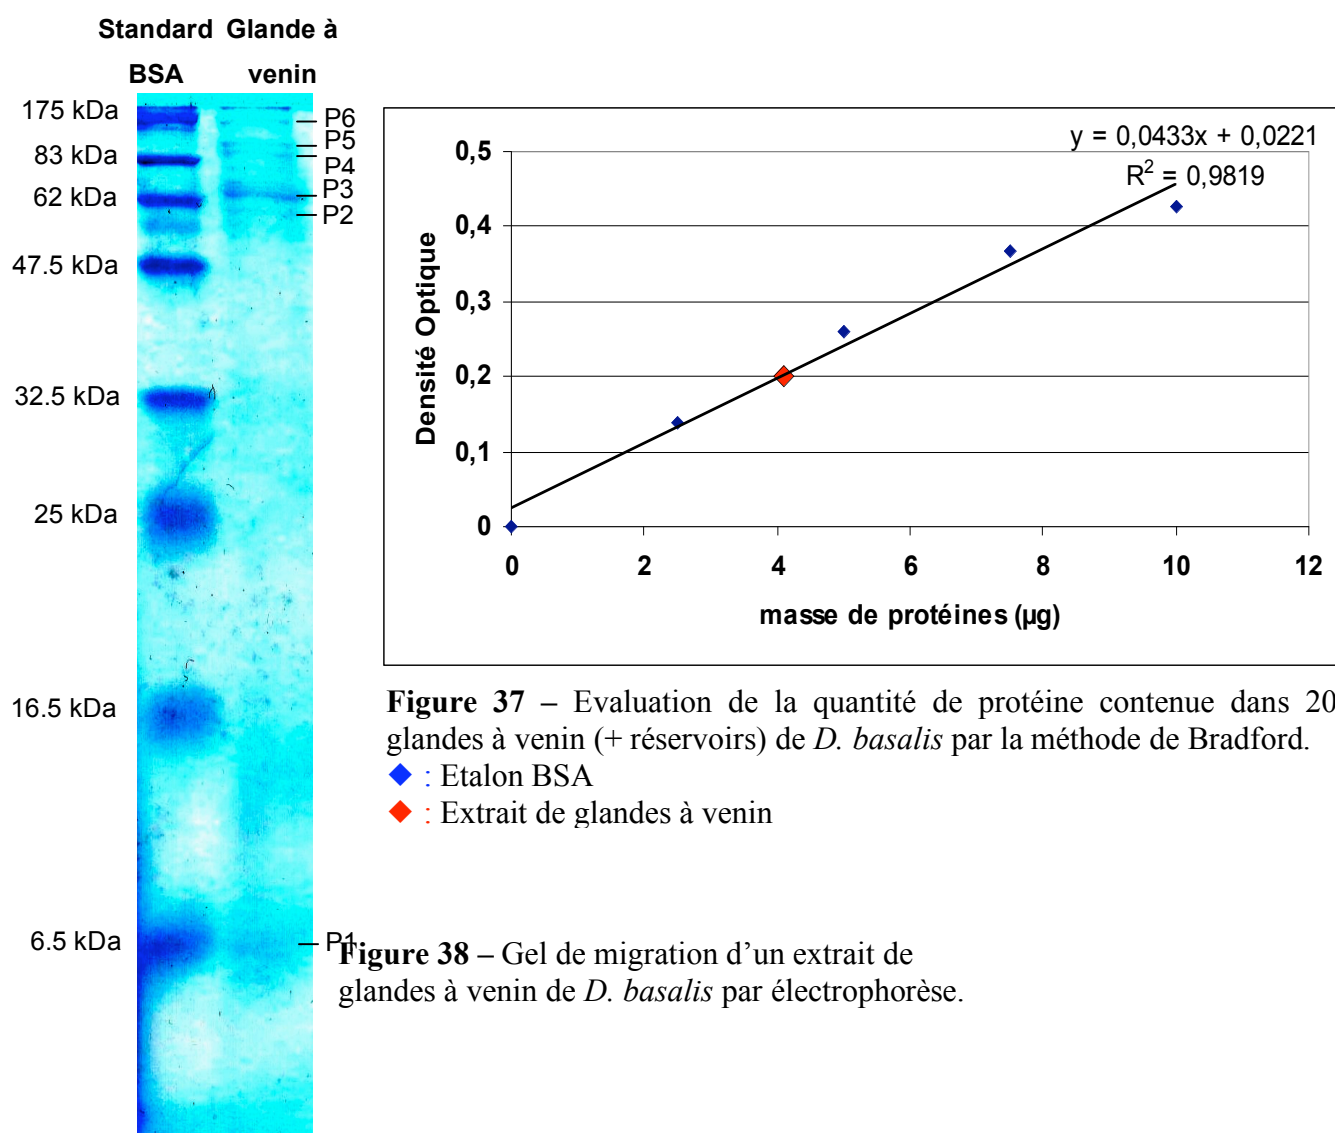 Standard Glande à
BSA venin
175 kDa
83 kDa
62 kDa
47.5 kDa
32.5 kDa
25 kDa
16.5 kDa
6.5 kDa
P6
P5
P4
P3
P2
P1
y = 0,0433x + 0,0221
R² = 0,9819
Densité Optique
0,5
0,4
0,3
0,2
0,1
0
0 2 4 6 8 10 12
masse de protéines (µg)
Figure 37 – Evaluation de la quantité de protéine contenue dans 20
glandes à venin (+ réservoirs) de D. basalis par la méthode de Bradford.
: Etalon BSA
: Extrait de glandes à venin
Figure 38 – Gel de migration d’un extrait de
glandes à venin de D. basalis par électrophorèse.